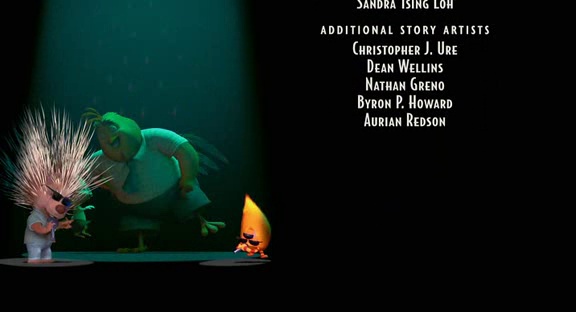 Sandra Tsing Loh
ADDITIONAL STORY ARTISTS
Christopher J. Ure
Dean Wellins
Nathan Greno
Byron P. Howard
Aurian Redson